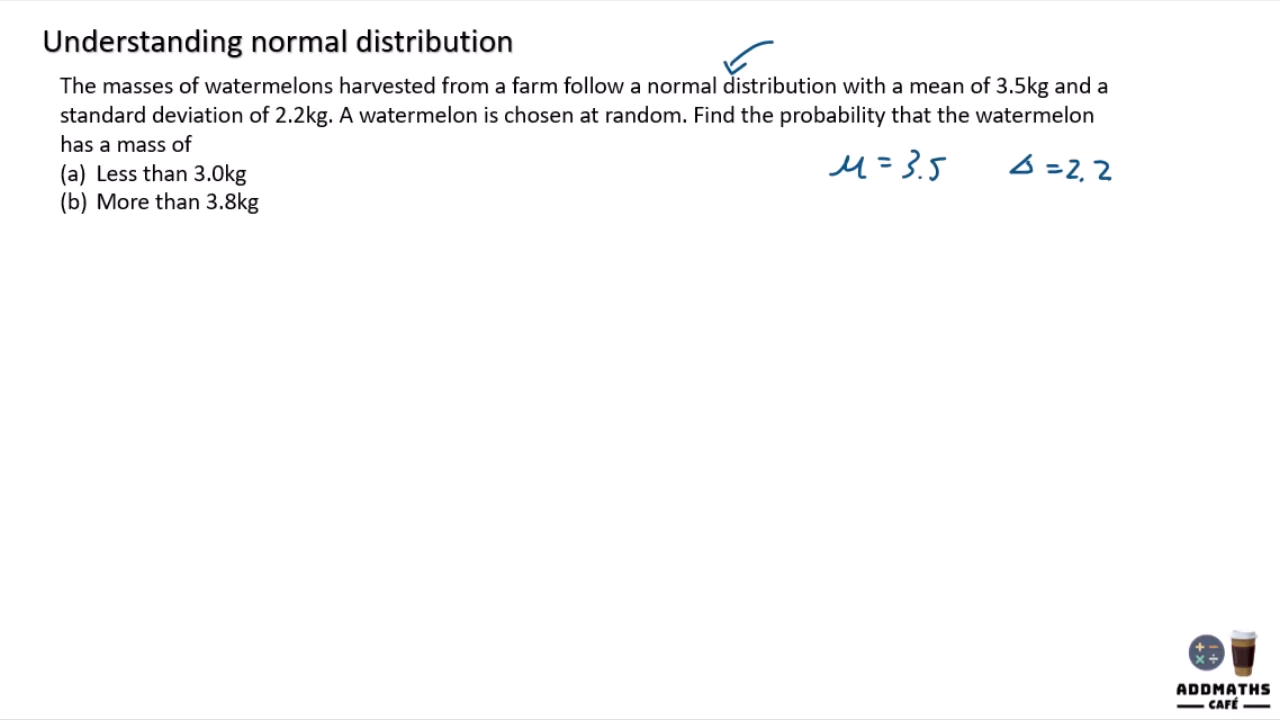 Understanding normal distribution
The masses of watermelons harvested from a farm follow a normal distribution with a mean of 3.5kg and a
standard deviation of 2.2kg. A watermelon is chosen at random. Find the probability that the watermelon
has a mass of
μ = 3.5 σ = 2.2
(a) Less than 3.0kg
(b) More than 3.8kg
+ −
× ÷
ADDMATHS
CAFÉ